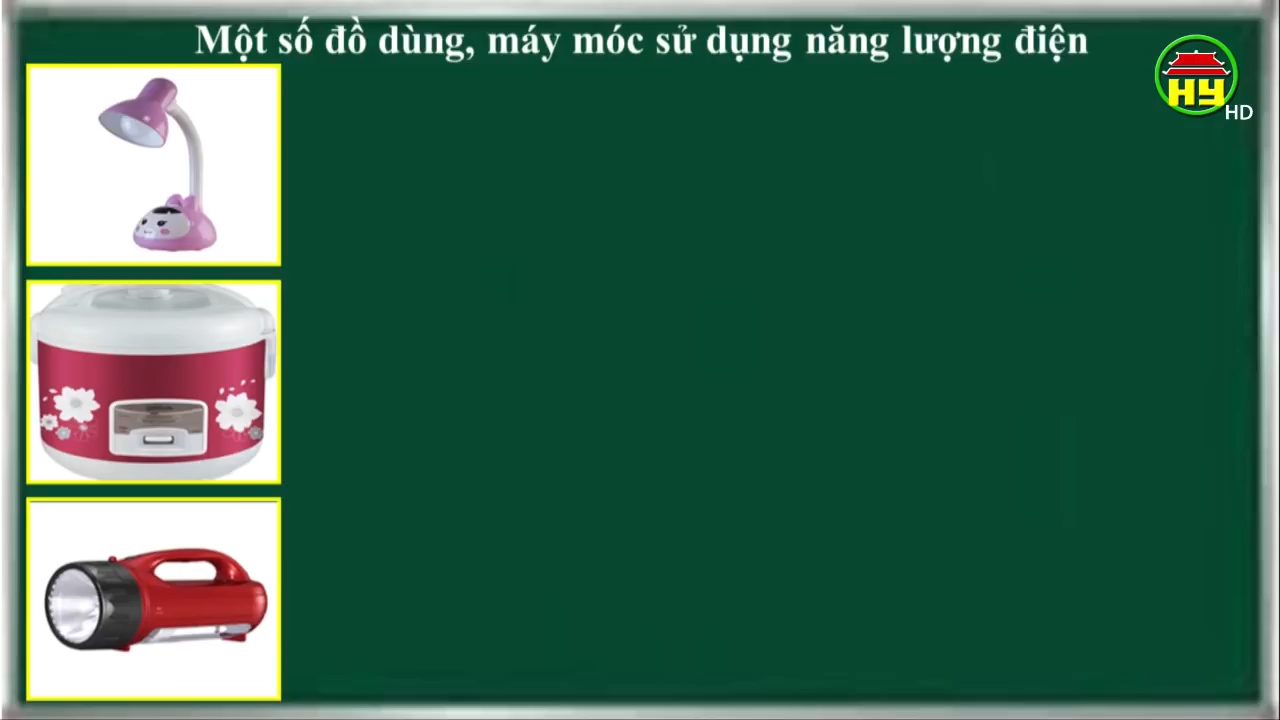 Một số đồ dùng, máy móc sử dụng năng lượng điện
HY
HD